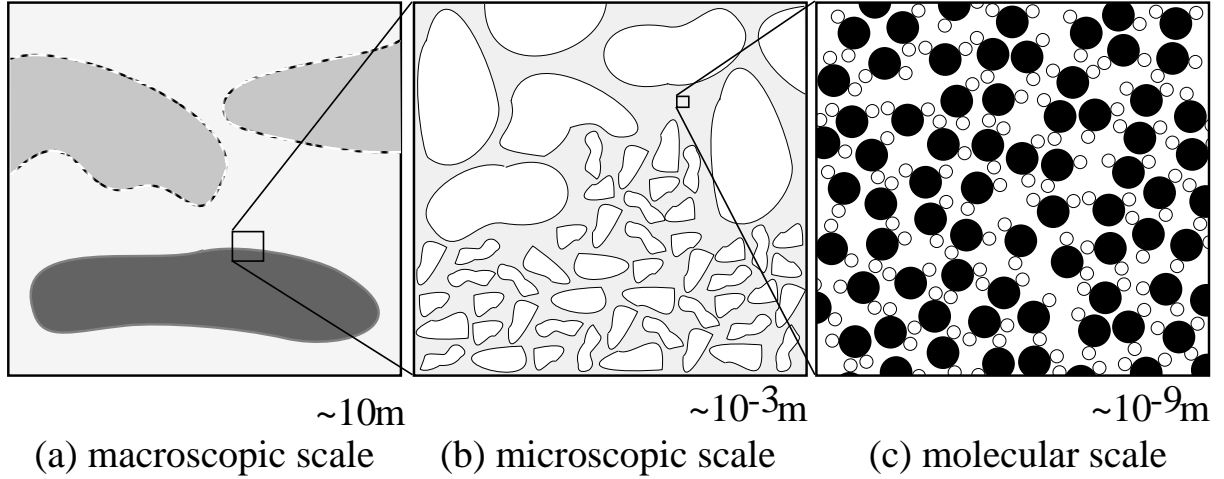 ~10m
~10-3m
~10-9m
(a) macroscopic scale
(b) microscopic scale
(c) molecular scale